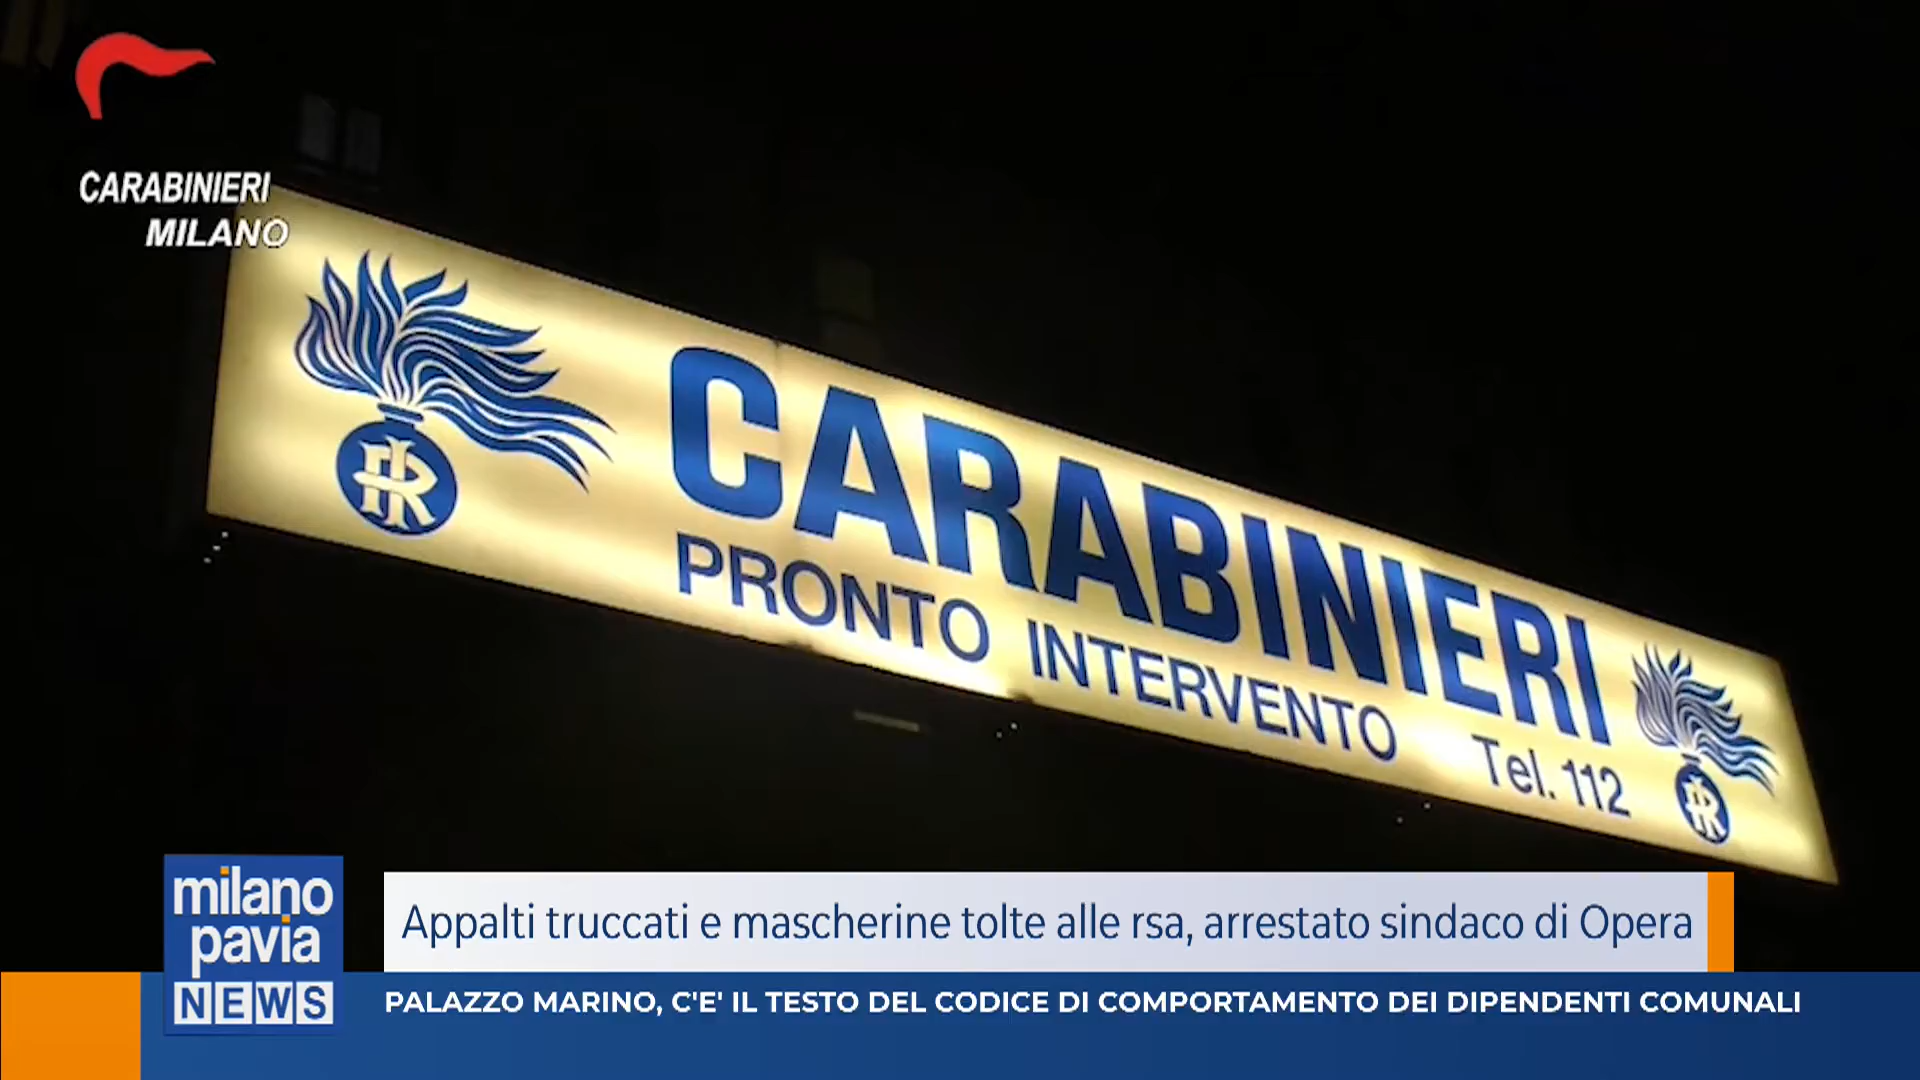 CARABINIERI
MILANO
CARABINIERI
PRONTO INTERVENTO
Tel. 112
milano
pavia
NEWS
Appalti truccati e mascherine tolte alle rsa, arrestato sindaco di Opera
PALAZZO MARINO, C'E' IL TESTO DEL CODICE DI COMPORTAMENTO DEI DIPENDENTI COMUNALI